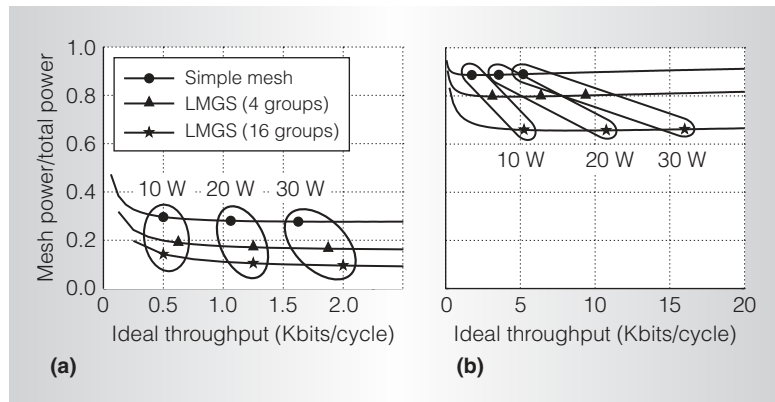 Mesh power/total power
1.0
0.8
0.6
0.4
0.2
0.0
Simple mesh
LMGS (4 groups)
LMGS (16 groups)
10 W 20 W 30 W
0 0.5 1.0 1.5 2.0
Ideal throughput (Kbits/cycle)
(a)
10 W 20 W 30 W
0 5 10 15 20
Ideal throughput (Kbits/cycle)
(b)